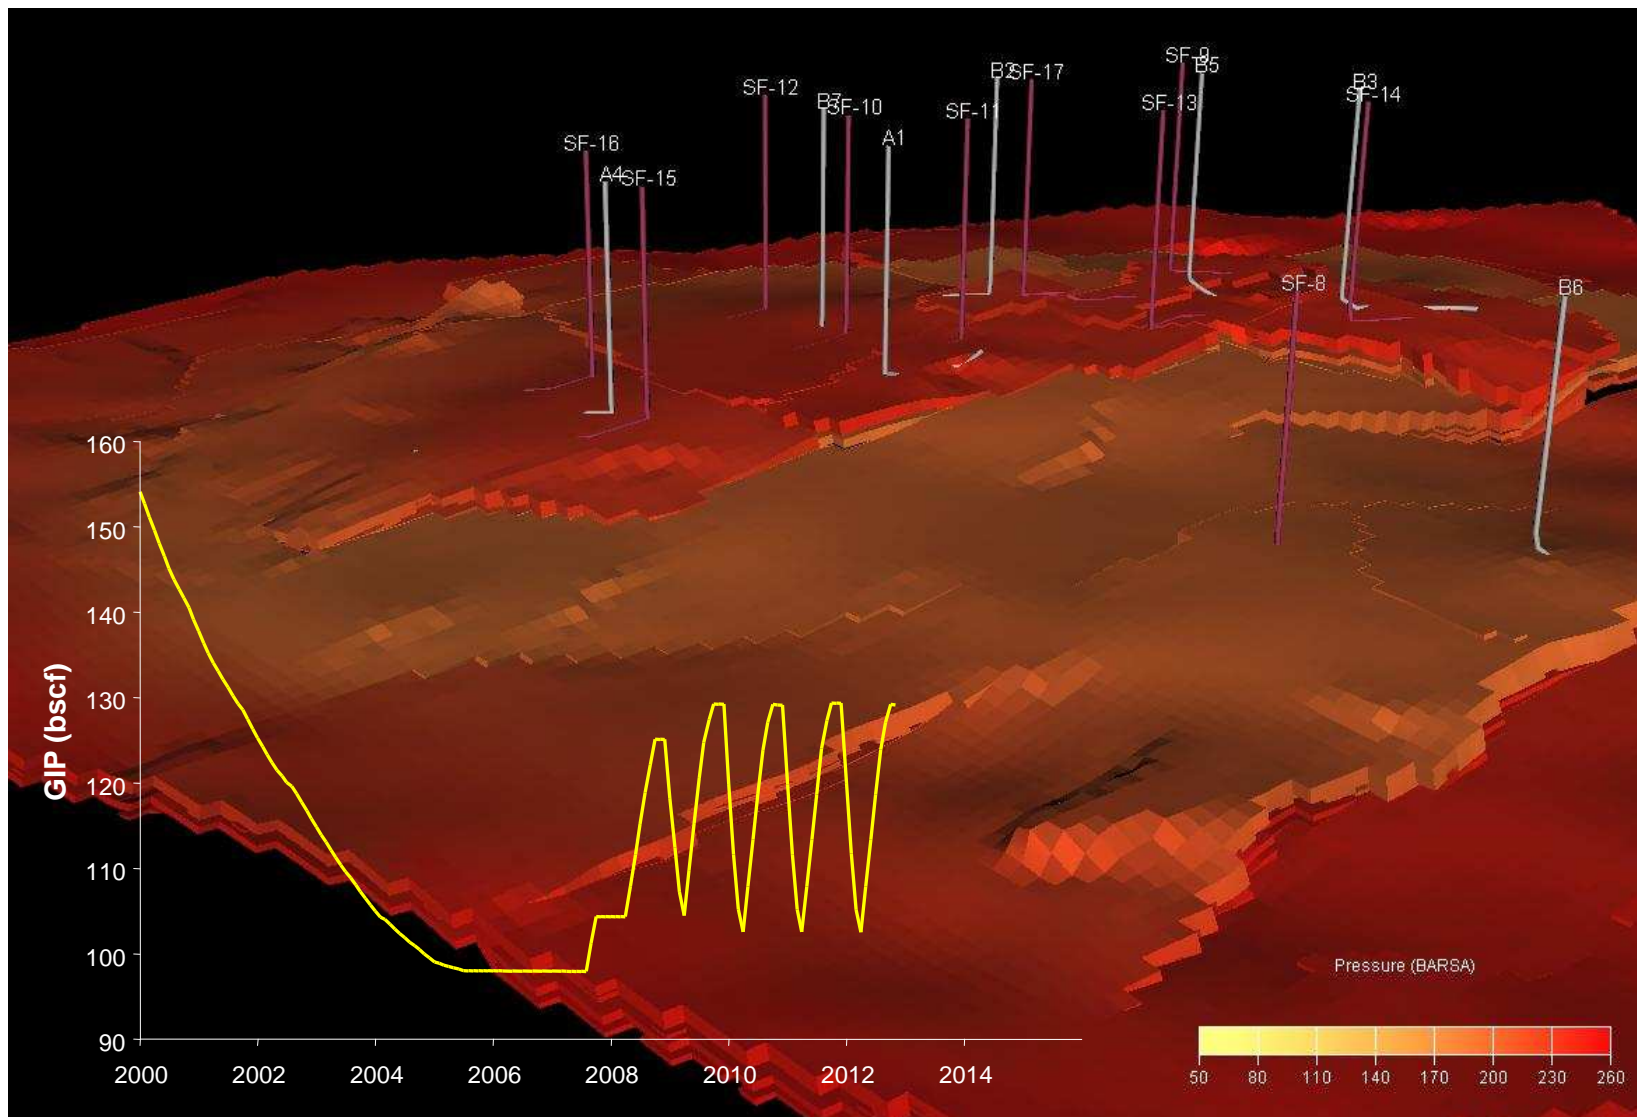 SF-9
B5
B2
SF-17
B3
SF-14
SF-12
B7
SF-10
SF-11
SF-13
A1
SF-16
A4
SF-15
SF-8
B6
160
150
140
130
120
110
100
90
GIP (bscf)
2000 2002 2004 2006 2008 2010 2012 2014
Pressure (BARSA)
50 80 110 140 170 200 230 260